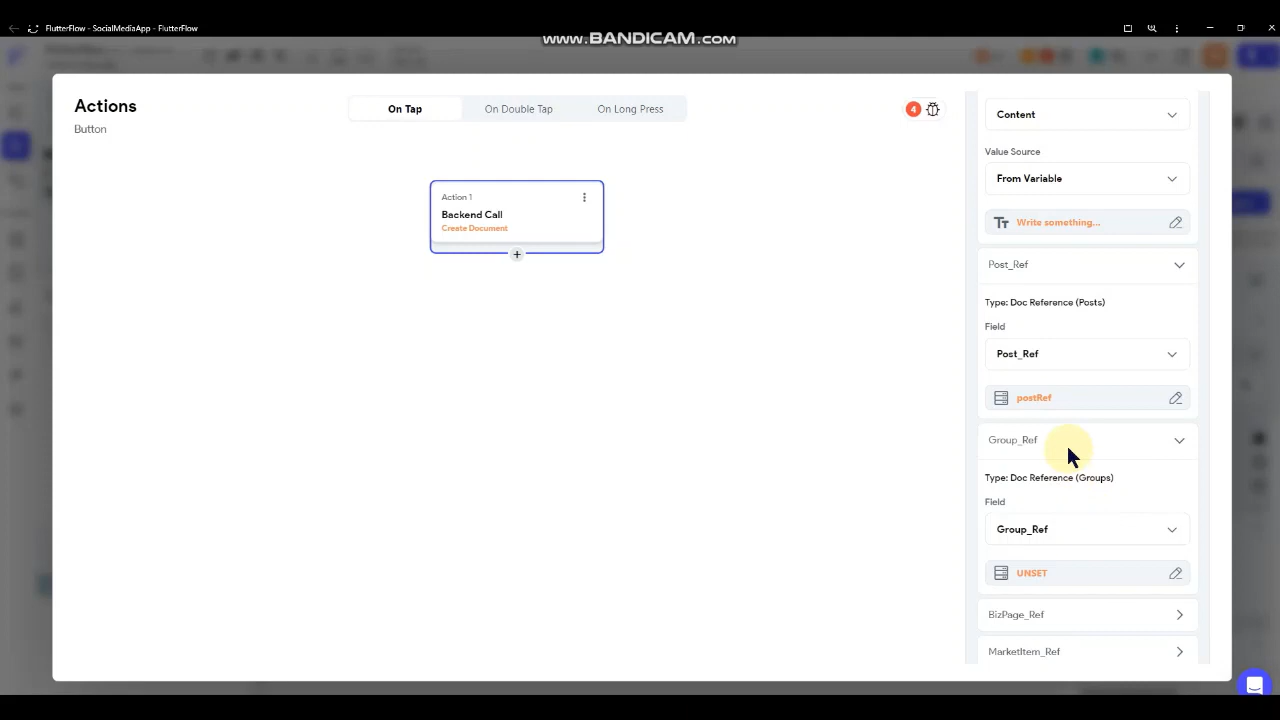 FlutterFlow - SocialMediaApp - FlutterFlow
www.BANDICAM.com
Actions
Button
On Tap
On Double Tap
On Long Press
4
Action 1
Backend Call
Create Document
Content
Value Source
From Variable
Write something...
Post_Ref
Type: Doc Reference (Posts)
Field
Post_Ref
postRef
Group_Ref
Type: Doc Reference (Groups)
Field
Group_Ref
UNSET
BizPage_Ref
MarketItem_Ref